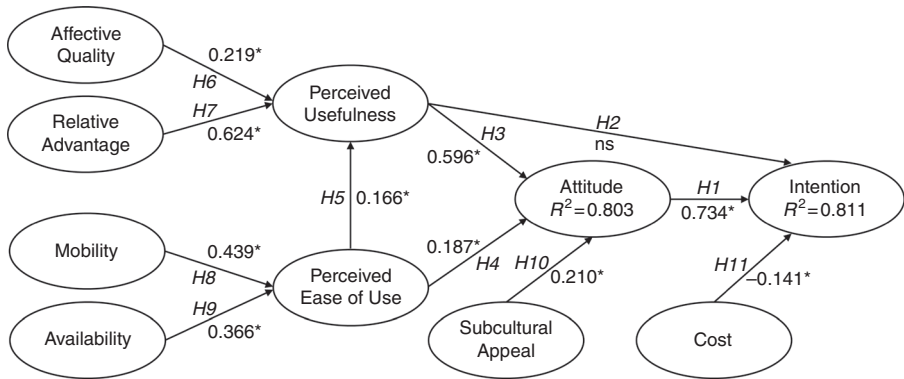 Affective
Quality
0.219*
H6
H7
0.624*
Relative
Advantage
Perceived
Usefulness
H2
ns
H3
0.596*
H5
0.166*
Attitude
R²=0.803
H1
0.734*
Intention
R²=0.811
Mobility
0.439*
H8
H9
0.366*
Availability
Perceived
Ease of Use
0.187*
H4
H10
0.210*
H11
–0.141*
Subcultural
Appeal
Cost